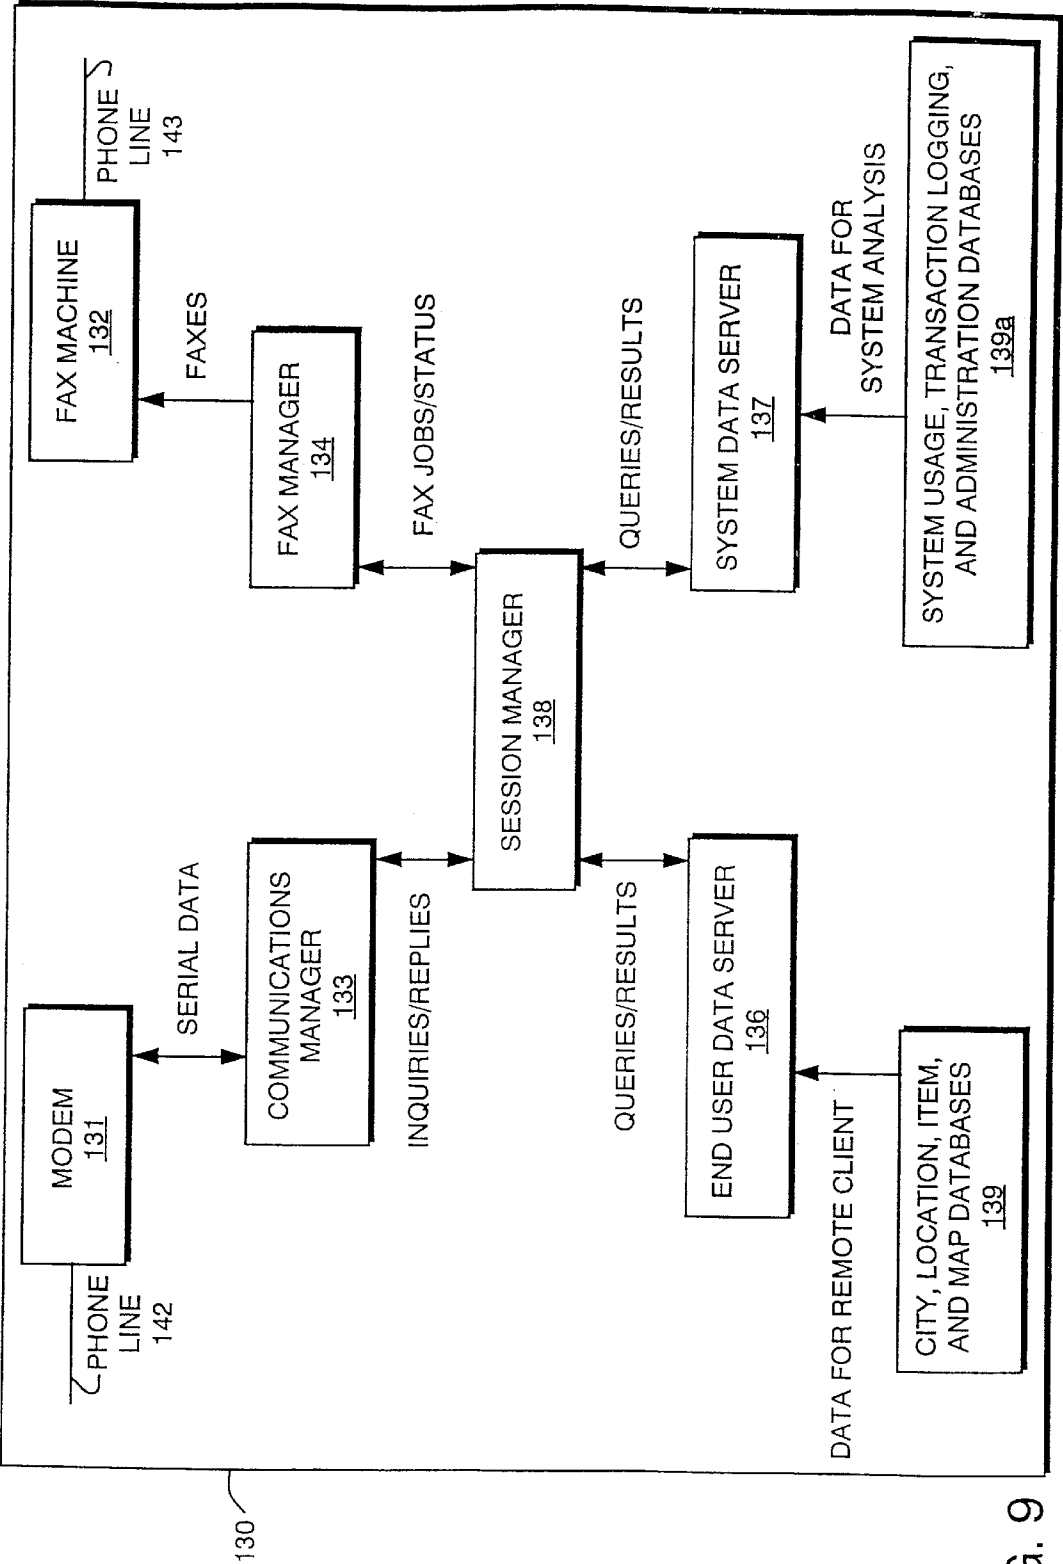 130
PHONE
LINE
142
MODEM
131
FAX MACHINE
132
PHONE
LINE
143
SERIAL DATA
FAXES
COMMUNICATIONS
MANAGER
133
FAX MANAGER
134
INQUIRIES/REPLIES
FAX JOBS/STATUS
SESSION MANAGER
138
QUERIES/RESULTS
QUERIES/RESULTS
END USER DATA SERVER
136
SYSTEM DATA SERVER
137
DATA FOR REMOTE CLIENT
DATA FOR
SYSTEM ANALYSIS
CITY, LOCATION, ITEM,
AND MAP DATABASES
139
SYSTEM USAGE, TRANSACTION LOGGING,
AND ADMINISTRATION DATABASES
139a
G. 9